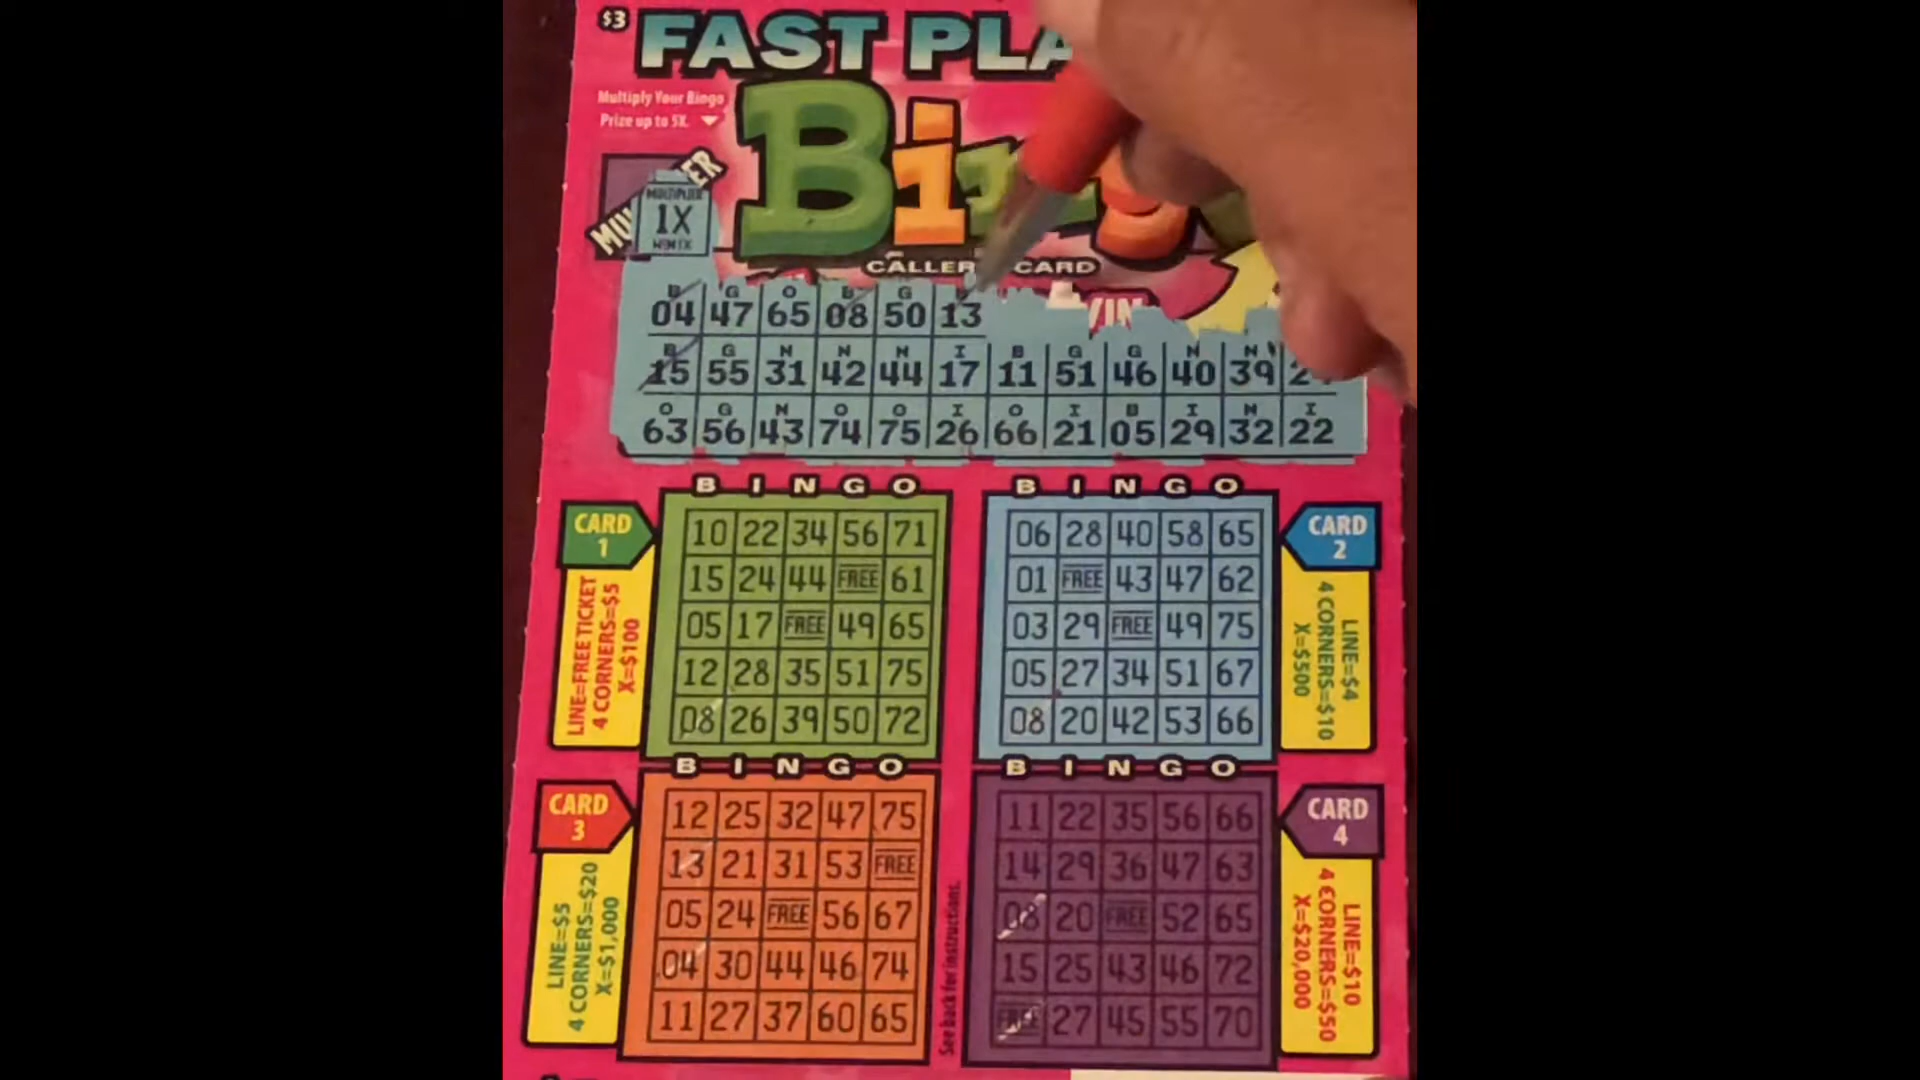 $3
FAST PLA
Multiply Your Bingo
Prize up to 5X.
Bin
MULTIPLIER
1X
WIN 1X
CALLER CARD
WIN
B G O B G B
04 47 65 08 50 13
B G N N N I B G G N N
15 55 31 42 44 17 11 51 46 40 39
O G N O O I O I B I N I
63 56 43 74 75 26 66 21 05 29 32 22
B I N G O
CARD 1
LINE=FREE TICKET
4 CORNERS=$5
X=$100
10 22 34 56 71
15 24 44 FREE 61
05 17 FREE 49 65
12 28 35 51 75
08 26 39 50 72
B I N G O
CARD 2
LINE=$4
4 CORNERS=$10
X=$500
06 28 40 58 65
01 FREE 43 47 62
03 29 FREE 49 75
05 27 34 51 67
08 20 42 53 66
B I N G O
CARD 3
LINE=$5
4 CORNERS=$20
X=$1,000
12 25 32 47 75
13 21 31 53 FREE
05 24 FREE 56 67
04 30 44 46 74
11 27 37 60 65
See back for instructions.
B I N G O
CARD 4
LINE=$10
4 CORNERS=$50
X=$20,000
11 22 35 56 66
14 29 36 47 63
08 20 FREE 52 65
15 25 43 46 72
FREE 27 45 55 70